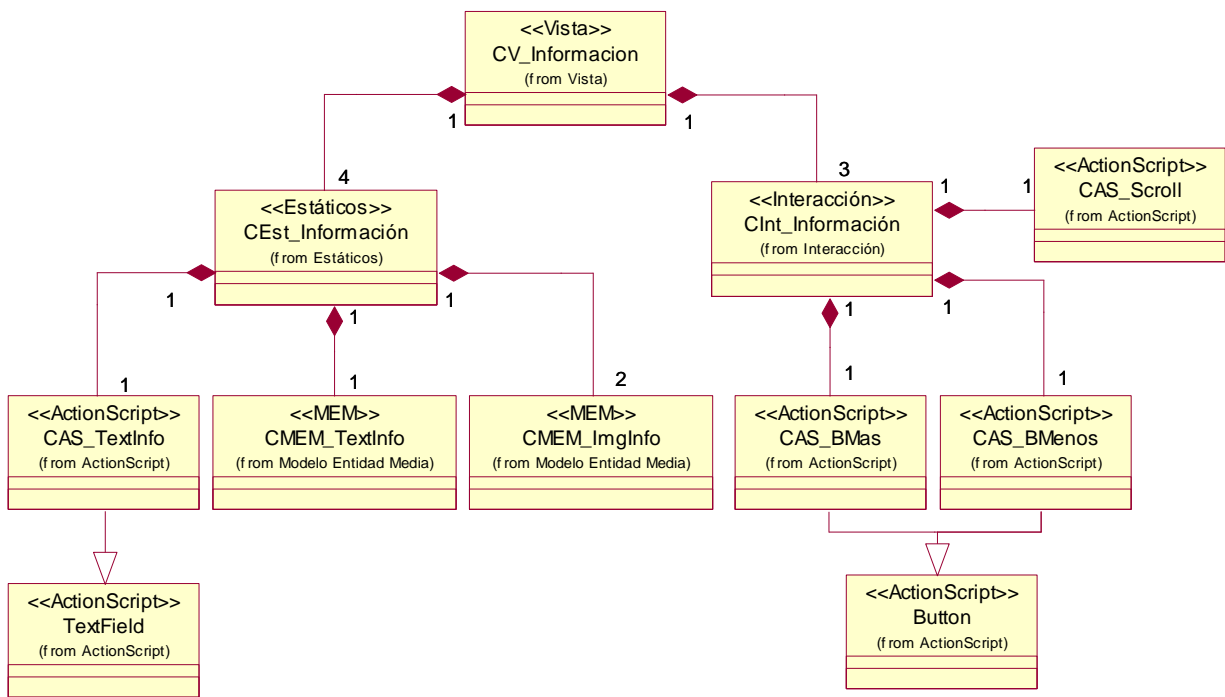 <<Vista>>
CV_Informacion
(from Vista)
1
1
4
3
<<Estáticos>>
CEst_Información
(from Estáticos)
1
1
1
<<Interacción>>
CInt_Información
(from Interacción)
1
1
1
1
<<ActionScript>>
CAS_Scroll
(from ActionScript)
1
1
2
1
1
<<ActionScript>>
CAS_TextInfo
(from ActionScript)
<<MEM>>
CMEM_TextInfo
(from Modelo Entidad Media)
<<MEM>>
CMEM_ImgInfo
(from Modelo Entidad Media)
<<ActionScript>>
CAS_BMas
(from ActionScript)
<<ActionScript>>
CAS_BMenos
(from ActionScript)
<<ActionScript>>
TextField
(from ActionScript)
<<ActionScript>>
Button
(from ActionScript)